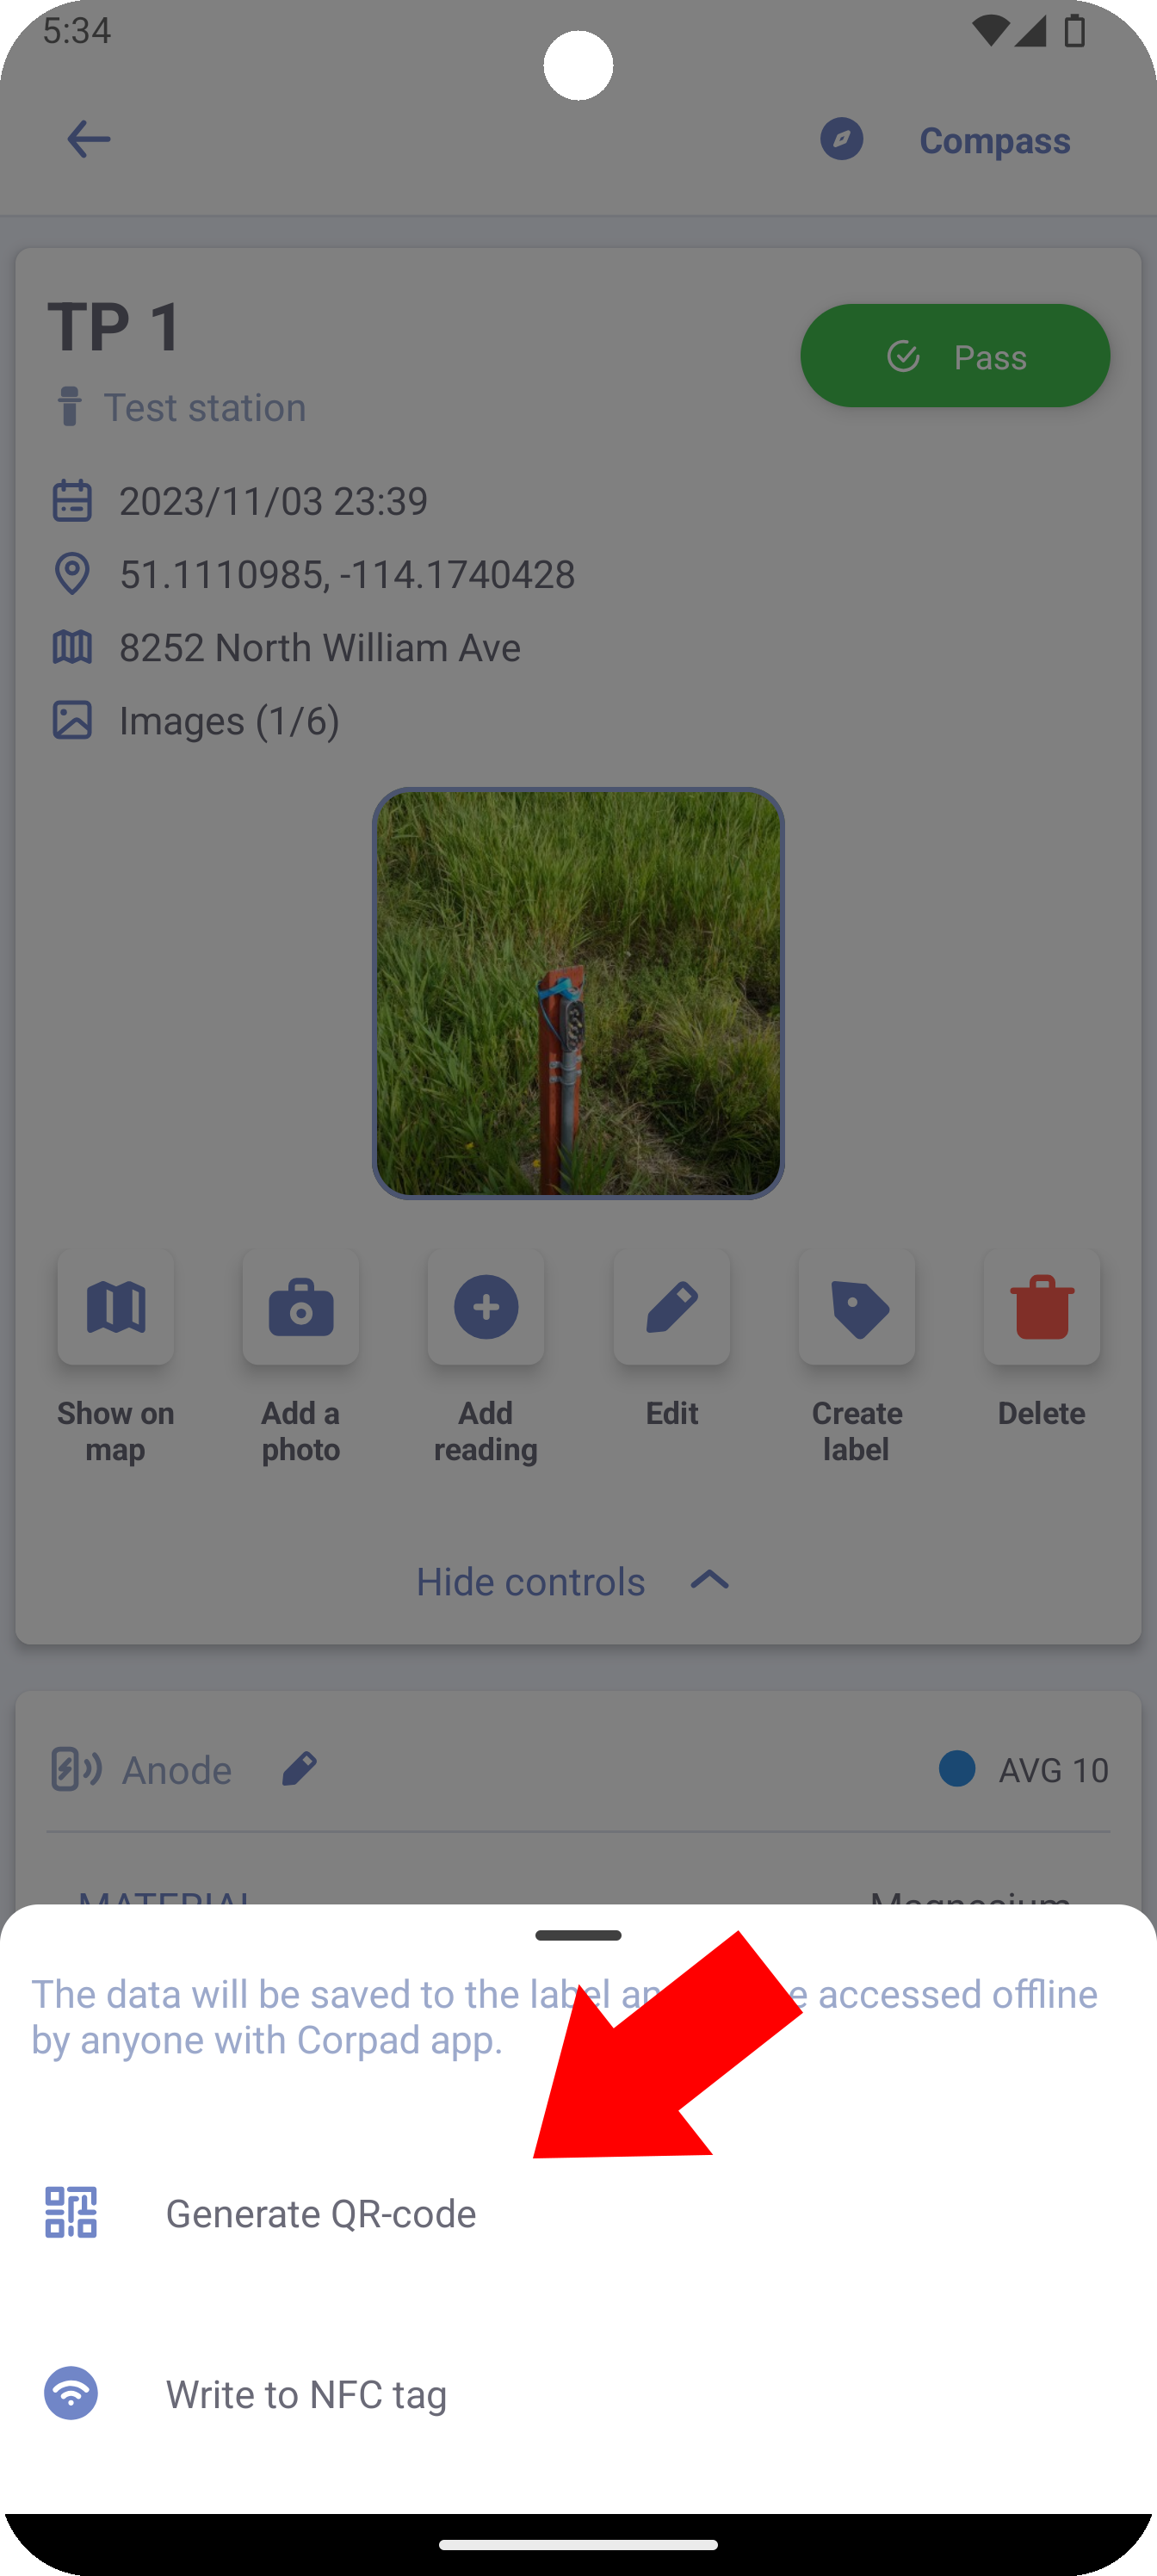 5:34
Compass
TP 1
Pass
Test station
2023/11/03 23:39
51.1110985, -114.1740428
8252 North William Ave
Images (1/6)
Show on
map
Add a
photo
Add
reading
Edit
Create
label
Delete
Hide controls
Anode
AVG 10
MATERIAL
Magnesium
The data will be saved to the label accessed offline
by anyone with Corpad app.
Generate QR-code
Write to NFC tag